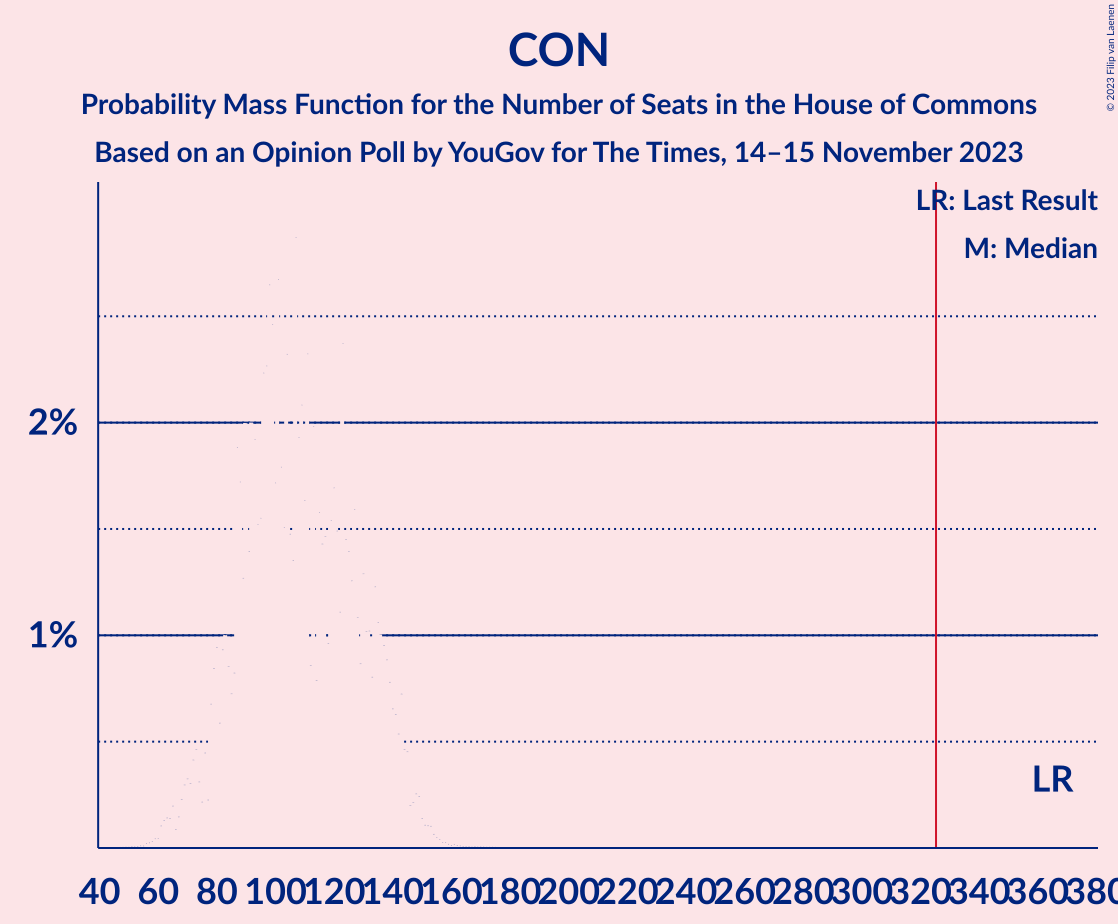 CON
Probability Mass Function for the Number of Seats in the House of Commons
Based on an Opinion Poll by YouGov for The Times, 14–15 November 2023
© 2023 Filip van Laenen
LR: Last Result
M: Median
2%
1%
LR
40 60 80 100 120 140 160 180 200 220 240 260 280 300 320 340 360 380